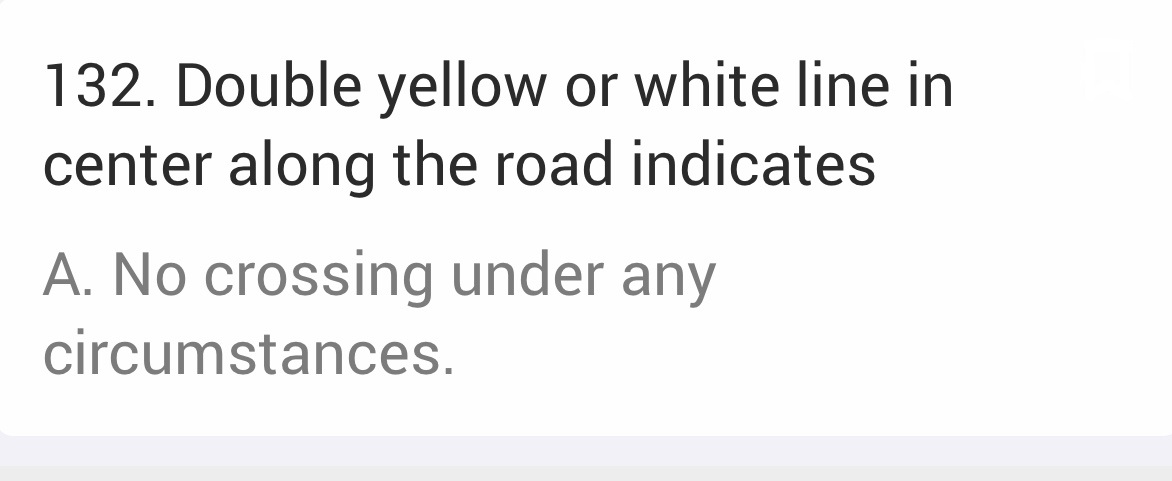 132. Double yellow or white line in
center along the road indicates
A. No crossing under any
circumstances.